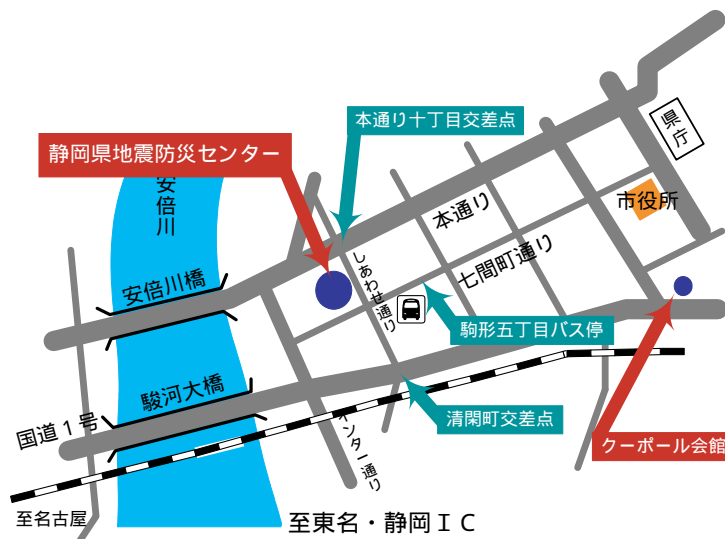 本通り十丁目交差点
静岡県地震防災センター
県庁
安倍川
市役所
本通り
七間町通り
しあわせ通り
安倍川橋
駒形五丁目バス停
駿河大橋
清閑町交差点
国道１号
クーポール会館
ンター通り
至名古屋
至東名・静岡ＩＣ